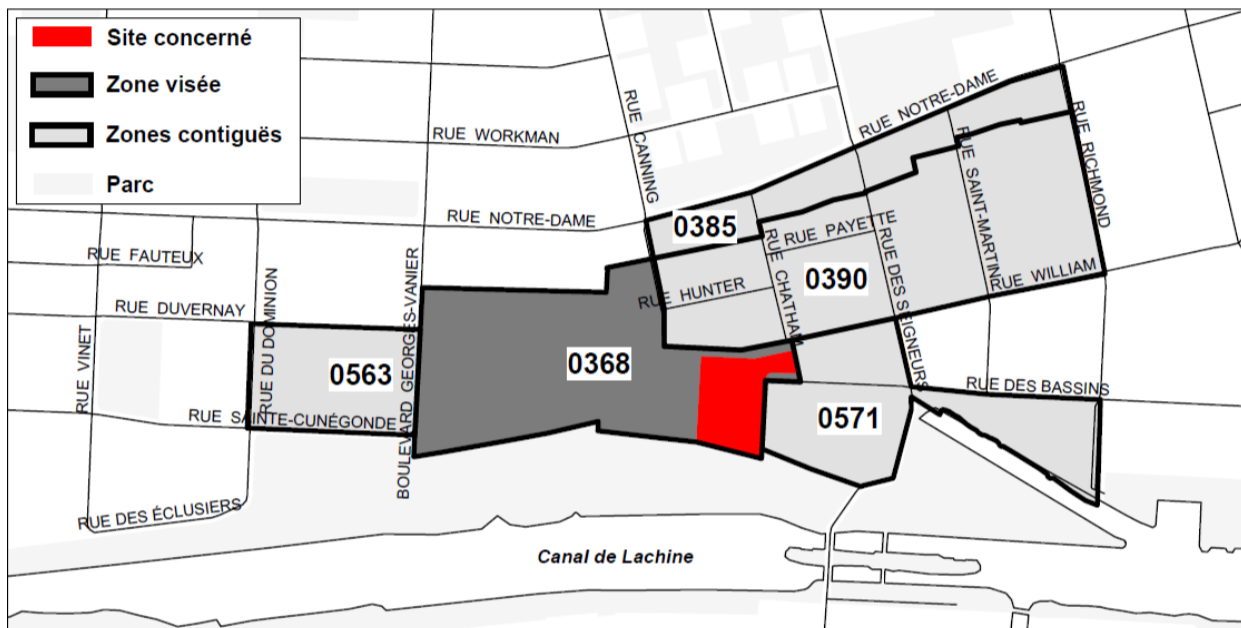 Site concerné
Zone visée
Zones contiguës
Parc
RUE WORKMAN
RUE CANNING
RUE NOTRE-DAME
RUE NOTRE-DAME
RUE RICHMOND
RUE SAINT-MARTIN
RUE FAUTEUX
RUE DUVERNAY
RUE VINET
RUE DU DOMINION
BOULEVARD GEORGES-VANIER
0385
RUE PAYETTE
RUE HUNTER
RUE CHATHAM
0390
RUE DES SEIGNEURS
RUE WILLIAM
0563
0368
RUE SAINTE-CUNÉGONDE
0571
RUE DES BASSINS
RUE DES ÉCLUSIERS
Canal de Lachine